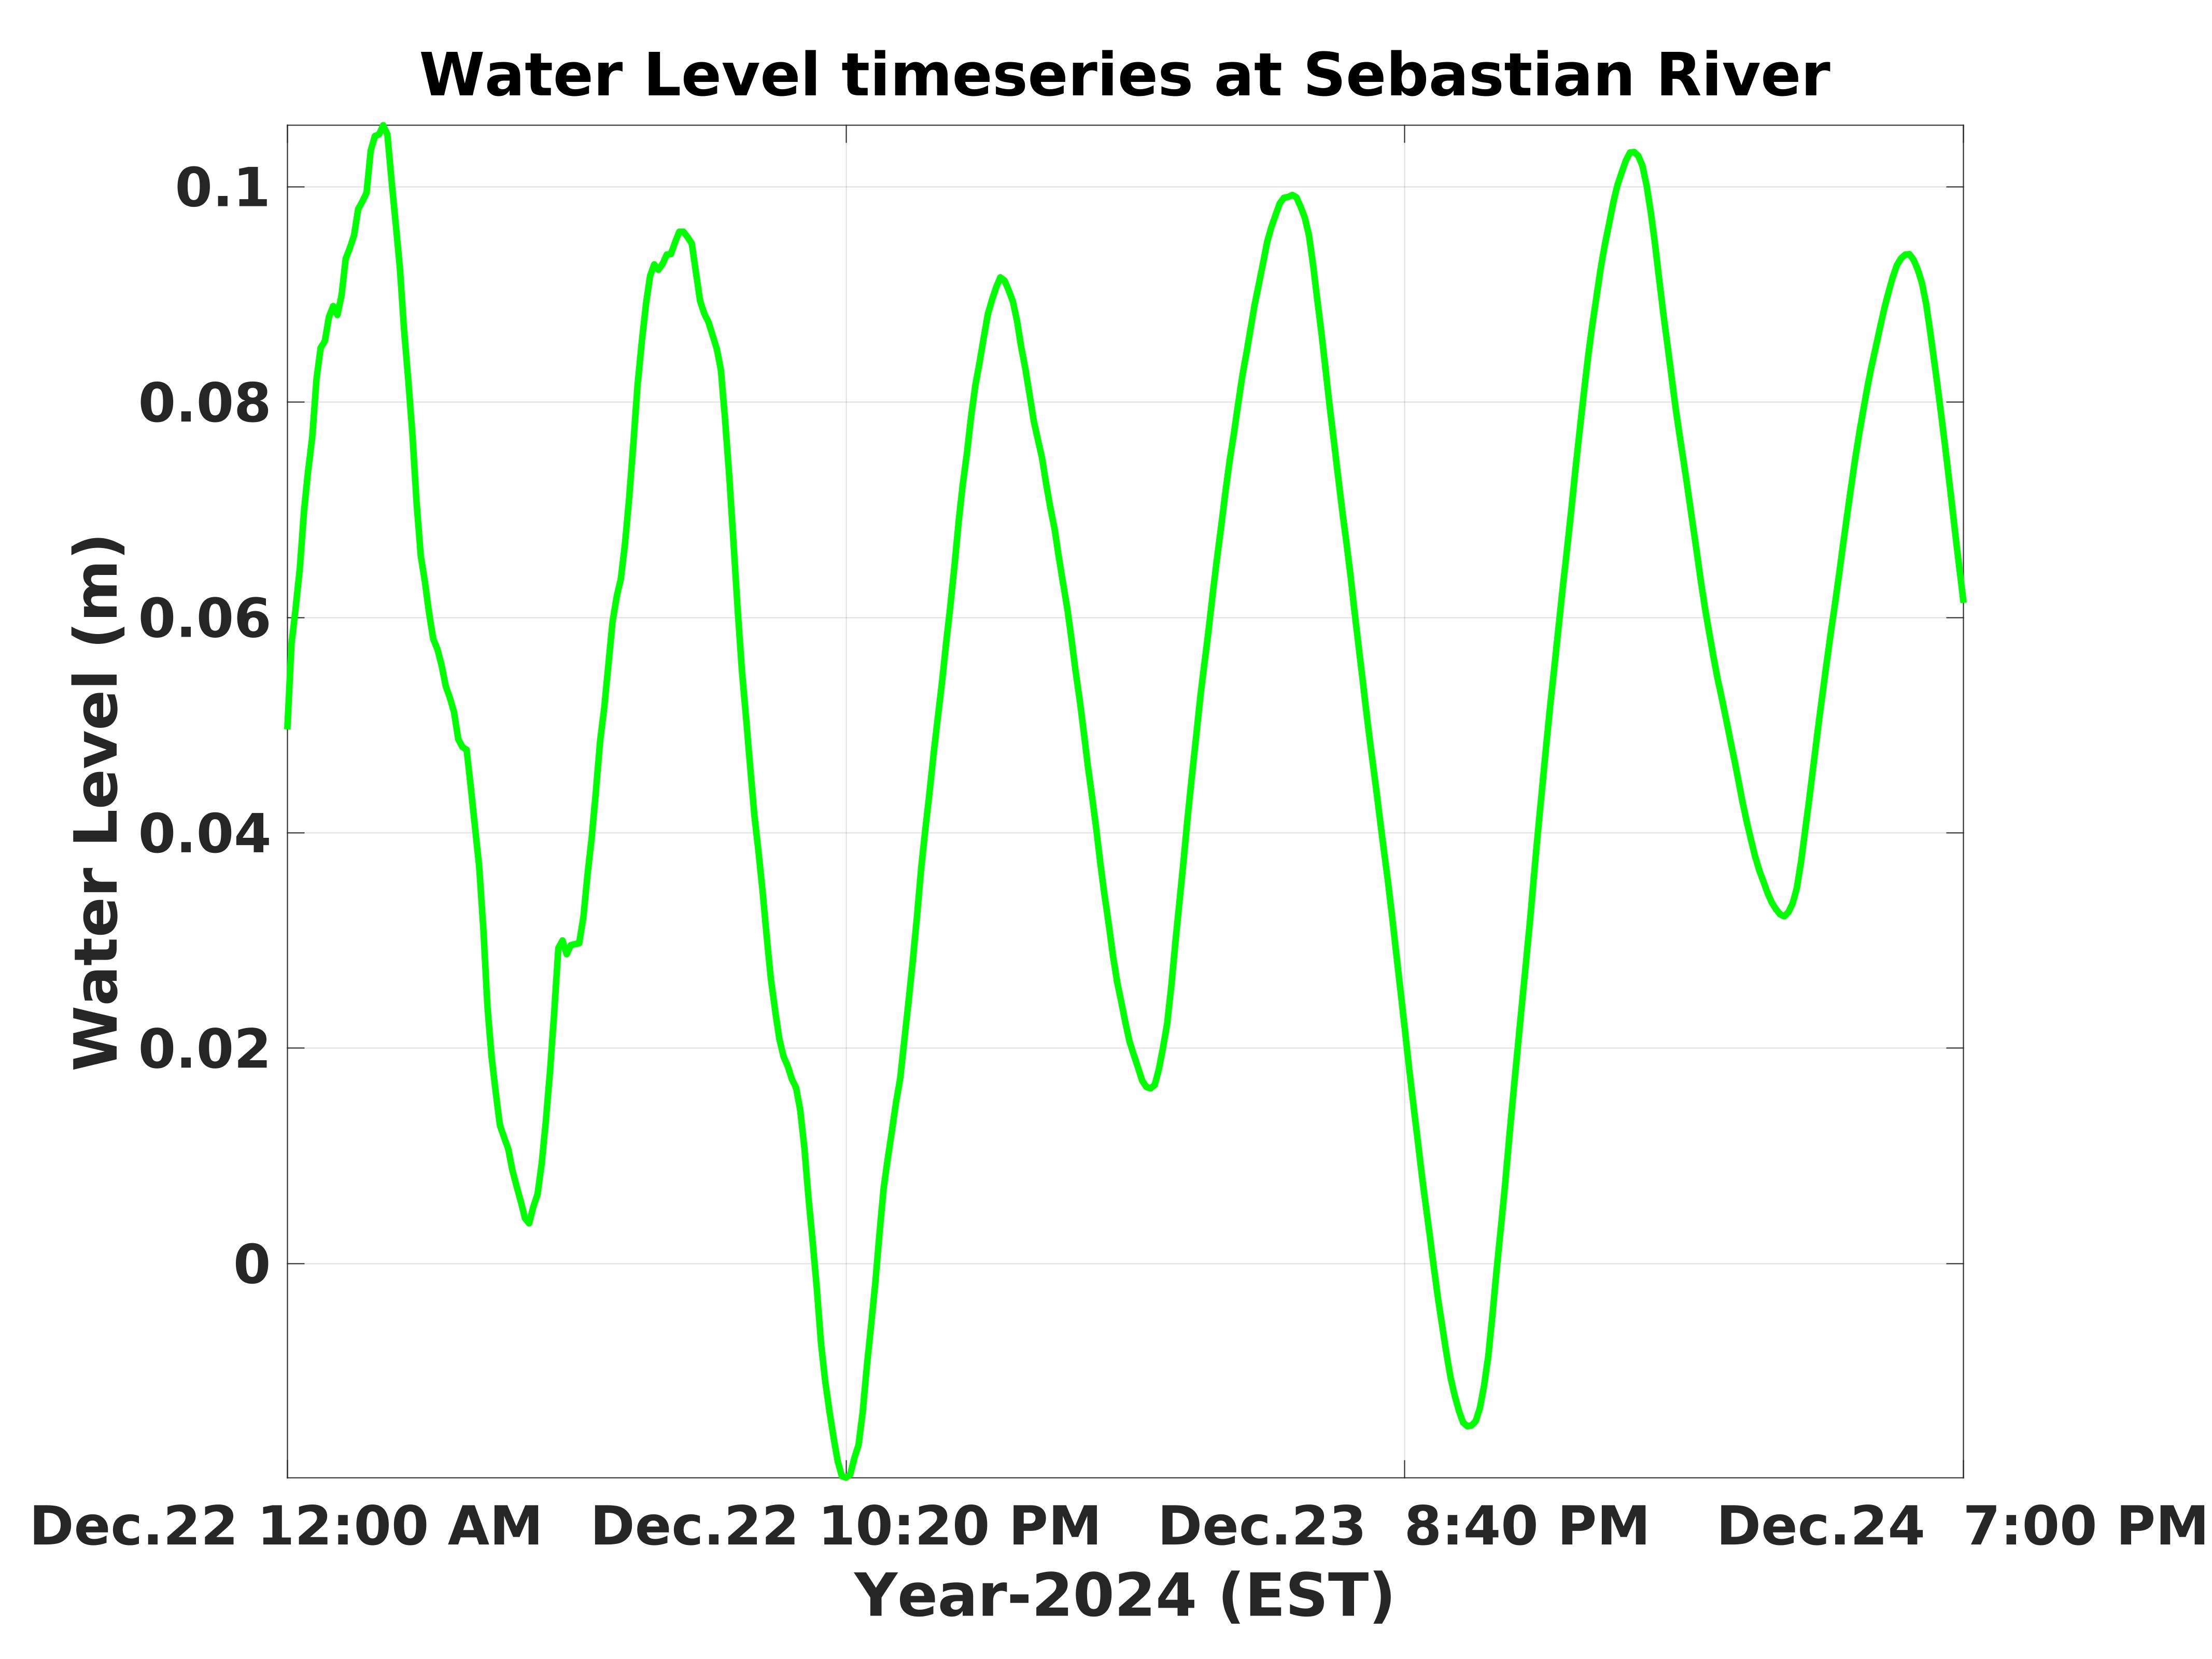 Water Level timeseries at Sebastian River
Water Level (m)
0.1
0.08
0.06
0.04
0.02
0
Dec.22 12:00 AM Dec.22 10:20 PM Dec.23 8:40 PM Dec.24 7:00 PM
Year-2024 (EST)